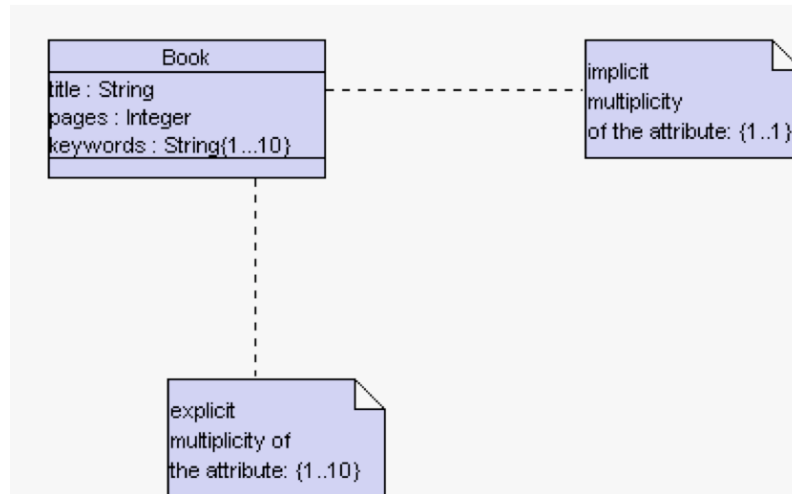 Book
title : String
pages : Integer
keywords : String{1...10}
implicit
multiplicity
of the attribute: {1..1}
explicit
multiplicity of
the attribute: {1..10}